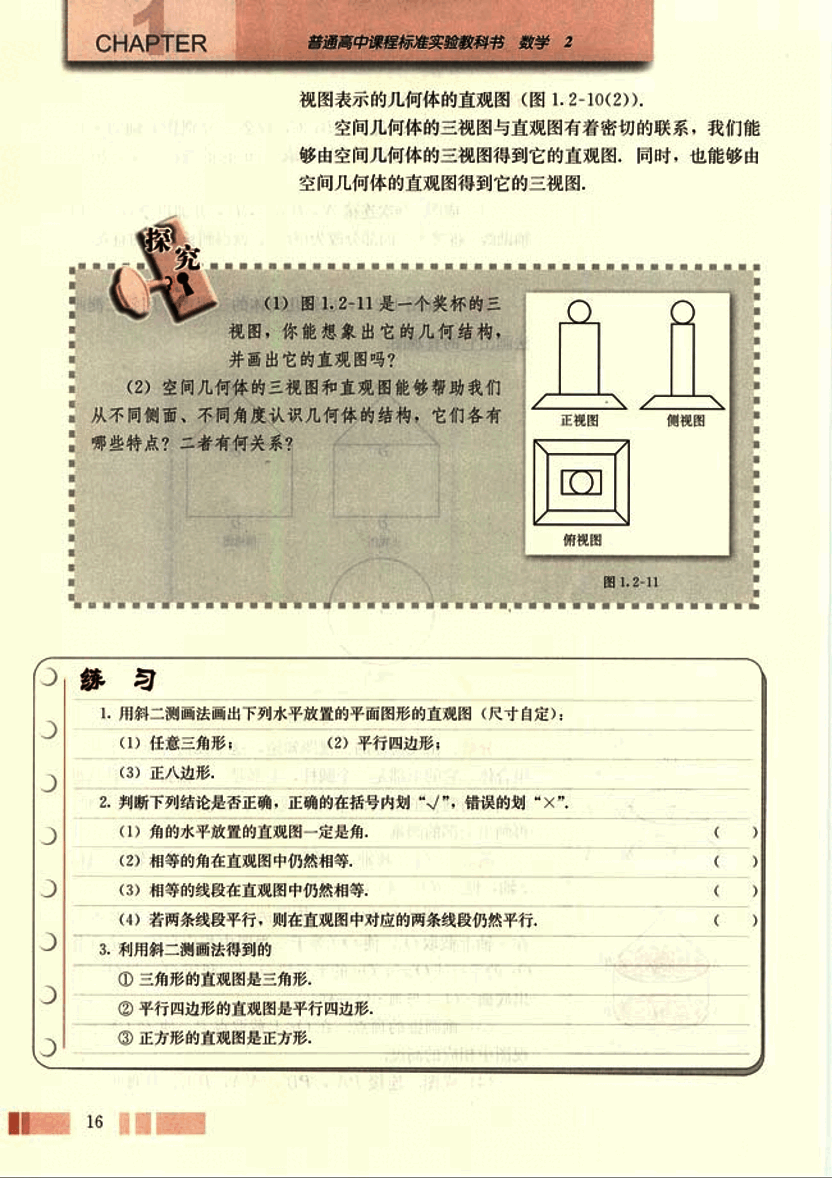 1
CHAPTER
普通高中课程标准实验教科书 数学 2
视图表示的几何体的直观图（图 1.2-10(2)）.
空间几何体的三视图与直观图有着密切的联系，我们能
够由空间几何体的三视图得到它的直观图. 同时，也能够由
空间几何体的直观图得到它的三视图.
探究
（1）图 1.2-11 是一个奖杯的三
视图，你能想象出它的几何结构，
并画出它的直观图吗？
（2）空间几何体的三视图和直观图能够帮助我们
从不同侧面、不同角度认识几何体的结构，它们各有
哪些特点？二者有何关系？
正视图 侧视图
俯视图
图 1.2-11
练 习
1. 用斜二测画法画出下列水平放置的平面图形的直观图（尺寸自定）：
（1）任意三角形； （2）平行四边形；
（3）正八边形.
2. 判断下列结论是否正确，正确的在括号内划“√”，错误的划“×”.
（1）角的水平放置的直观图一定是角. （ ）
（2）相等的角在直观图中仍然相等. （ ）
（3）相等的线段在直观图中仍然相等. （ ）
（4）若两条线段平行，则在直观图中对应的两条线段仍然平行. （ ）
3. 利用斜二测画法得到的
① 三角形的直观图是三角形.
② 平行四边形的直观图是平行四边形.
③ 正方形的直观图是正方形.
16